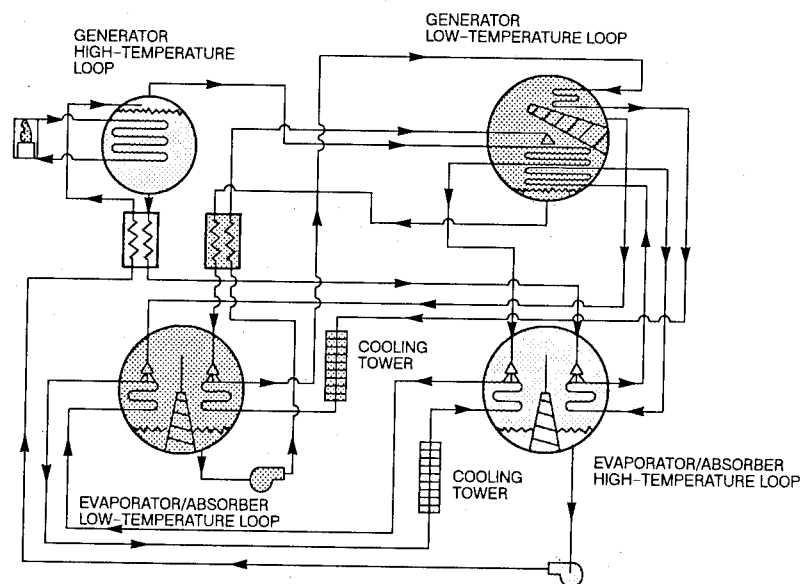 GENERATOR
HIGH-TEMPERATURE
LOOP
GENERATOR
LOW-TEMPERATURE LOOP
COOLING
TOWER
COOLING
TOWER
EVAPORATOR/ABSORBER
LOW-TEMPERATURE LOOP
EVAPORATOR/ABSORBER
HIGH-TEMPERATURE LOOP